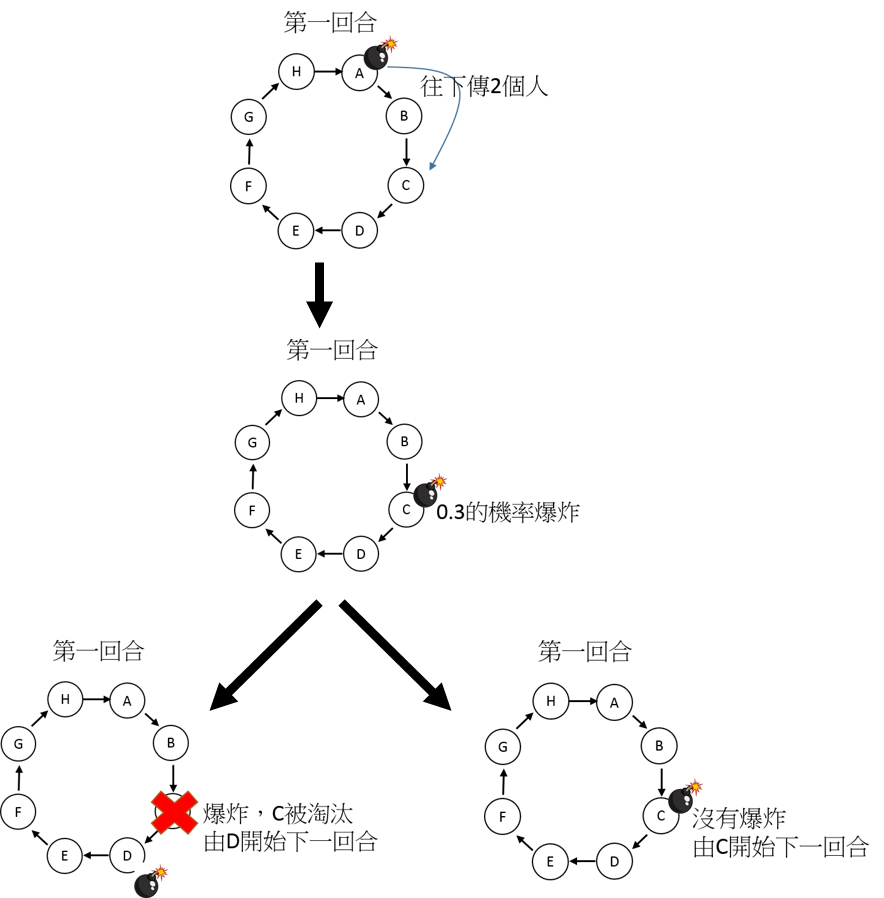 第一回合
H
A
往下傳2個人
G
B
F
C
E
D
第一回合
H
A
G
B
F
C
0.3的機率爆炸
E
D
第一回合
H
A
G
B
F
爆炸，C被淘汰
由D開始下一回合
E
D
第一回合
H
A
G
B
F
C
沒有爆炸
由C開始下一回合
E
D